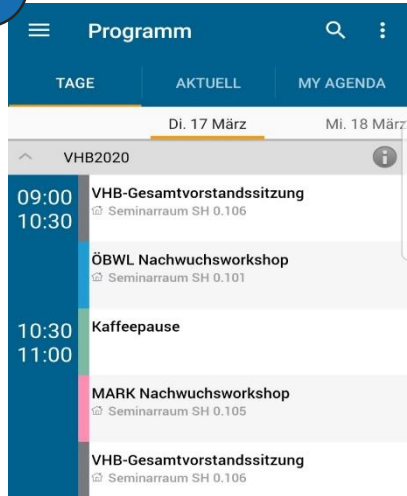 Programm
TAGE AKTUELL MY AGENDA
Di. 17 März Mi. 18 März
VHB2020
09:00 VHB-Gesamtvorstandssitzung
10:30 Seminarraum SH 0.106
ÖBWL Nachwuchsworkshop
Seminarraum SH 0.101
10:30 Kaffeepause
11:00
MARK Nachwuchsworkshop
Seminarraum SH 0.105
VHB-Gesamtvorstandssitzung
Seminarraum SH 0.106